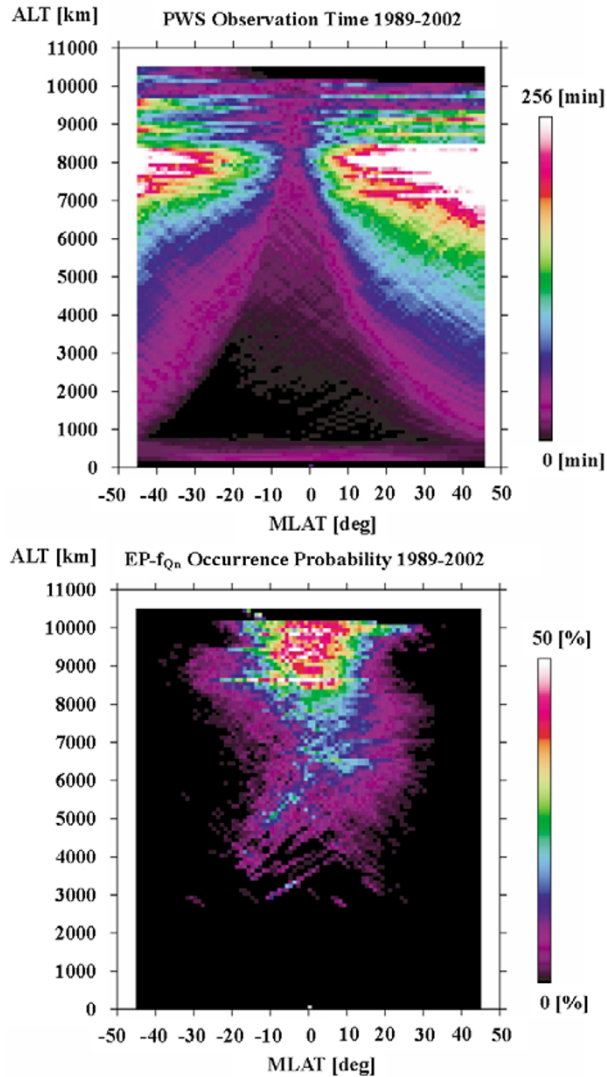 ALT [km]
PWS Observation Time 1989-2002
11000
10000
9000
8000
7000
6000
5000
4000
3000
2000
1000
0
-50 -40 -30 -20 -10 0 10 20 30 40 50
MLAT [deg]
256 [min]
0 [min]
ALT [km]
EP-fQn Occurrence Probability 1989-2002
11000
10000
9000
8000
7000
6000
5000
4000
3000
2000
1000
0
-50 -40 -30 -20 -10 0 10 20 30 40 50
MLAT [deg]
50 [%]
0 [%]